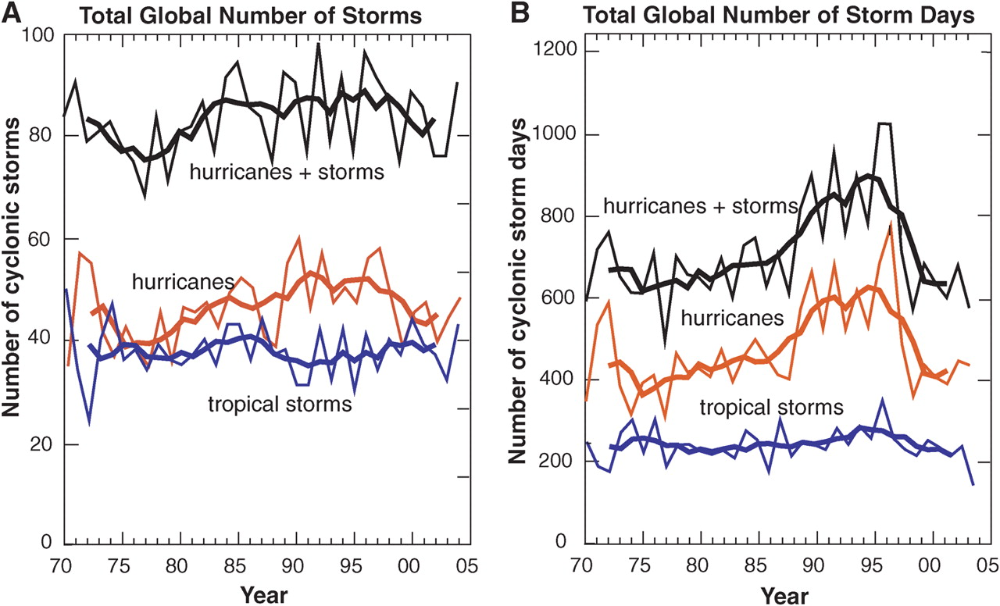 A
Total Global Number of Storms
100
80
60
40
20
0
Number of cyclonic storms
hurricanes + storms
hurricanes
tropical storms
70 75 80 85 90 95 00 05
Year
B
Total Global Number of Storm Days
1200
1000
800
600
400
200
0
Number of cyclonic storm days
hurricanes + storms
hurricanes
tropical storms
70 75 80 85 90 95 00 05
Year